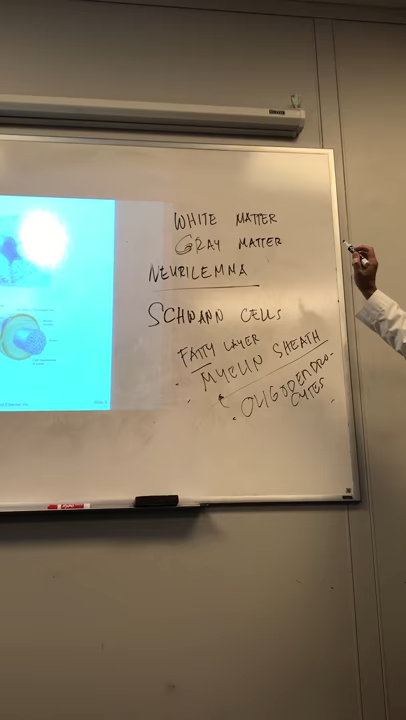 WHITE MATTER
GRAY MATTER
NEURILEMMA
SCHWANN CELLS
FATTY LAYER
MYELIN SHEATH
OLIGODENDRO-
CYTES